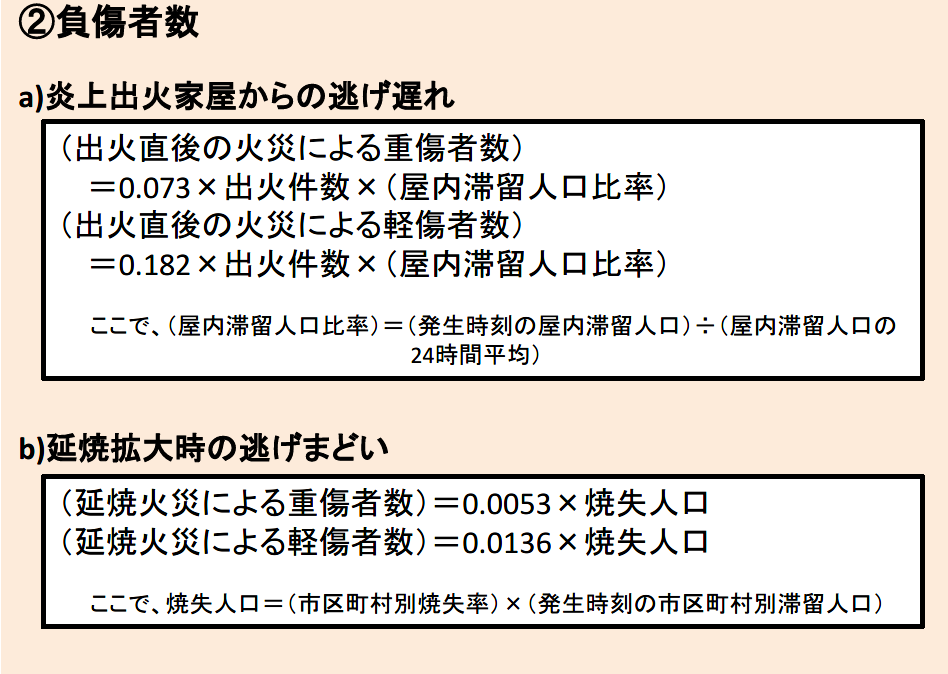 ②負傷者数
a)炎上出火家屋からの逃げ遅れ
（出火直後の火災による重傷者数）
＝0.073×出火件数×（屋内滞留人口比率）
（出火直後の火災による軽傷者数）
＝0.182×出火件数×（屋内滞留人口比率）
ここで、（屋内滞留人口比率）＝（発生時刻の屋内滞留人口）÷（屋内滞留人口の
24時間平均）
b)延焼拡大時の逃げまどい
（延焼火災による重傷者数）＝0.0053×焼失人口
（延焼火災による軽傷者数）＝0.0136×焼失人口
ここで、焼失人口＝（市区町村別焼失率）×（発生時刻の市区町村別滞留人口）